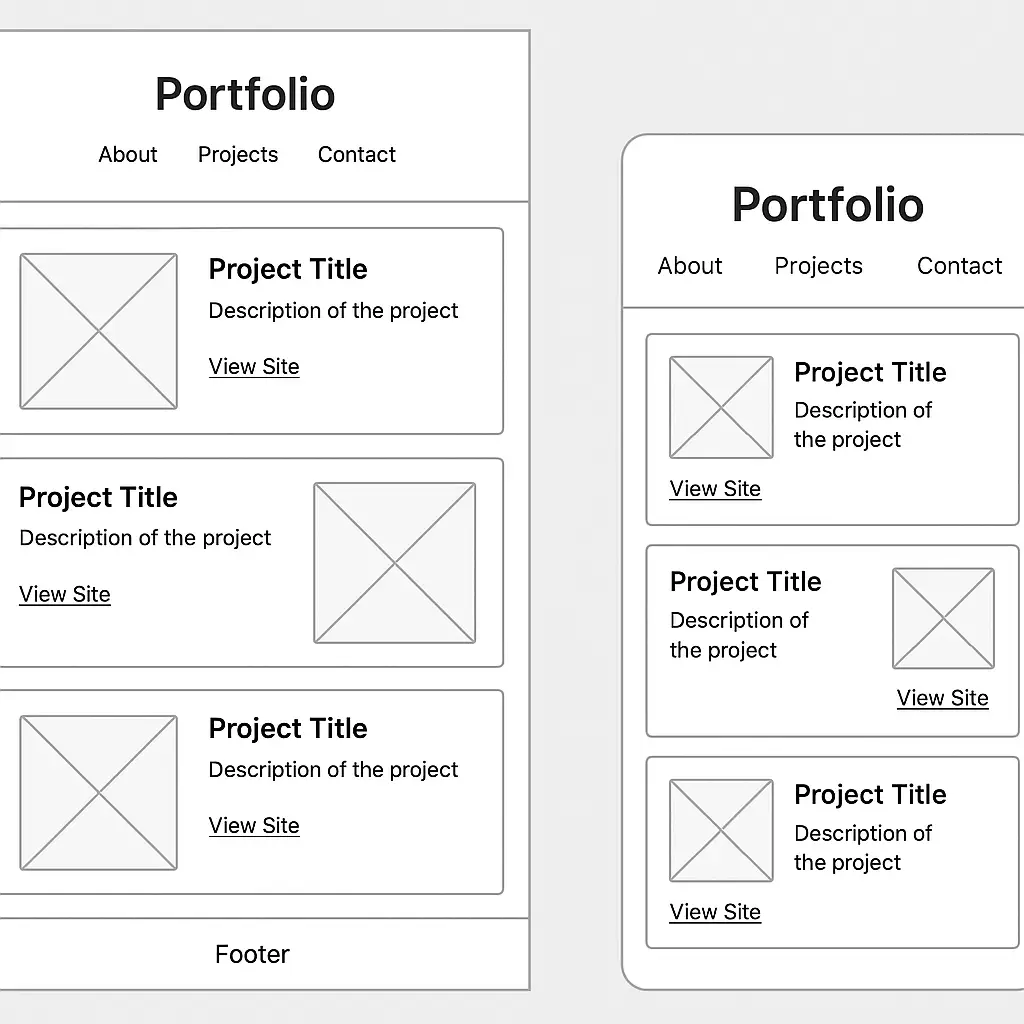 Portfolio
About Projects Contact
Project Title
Description of the project
View Site
Project Title
Description of the project
View Site
Project Title
Description of the project
View Site
Footer
Portfolio
About Projects Contact
Project Title
Description of
the project
View Site
Project Title
Description of
the project
View Site
Project Title
Description of
the project
View Site